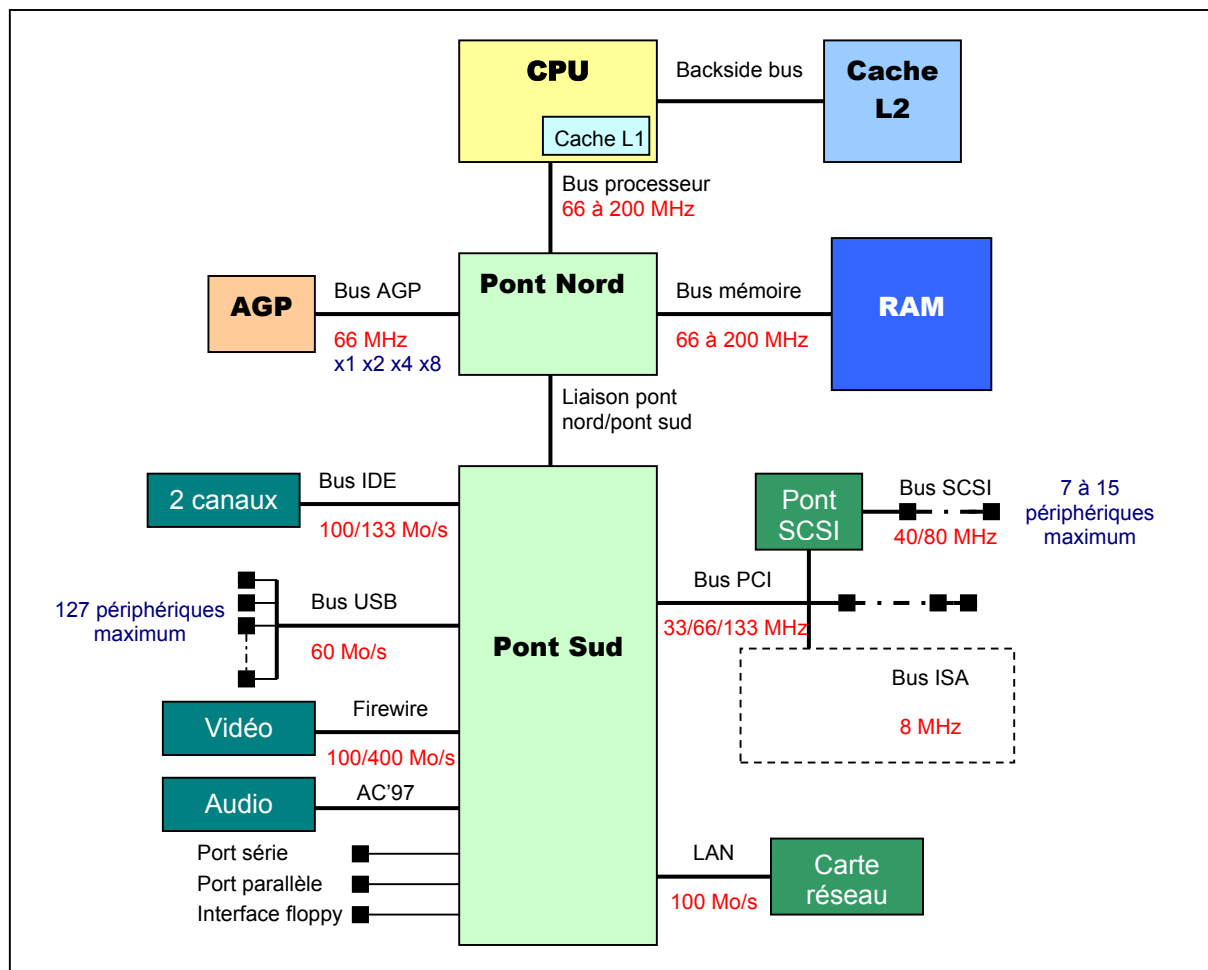 CPU
Backside bus
Cache
L2
Cache L1
Bus processeur
66 à 200 MHz
AGP
Bus AGP
66 MHz
x1 x2 x4 x8
Pont Nord
Bus mémoire
66 à 200 MHz
RAM
Liaison pont
nord/pont sud
2 canaux
Bus IDE
100/133 Mo/s
Pont
SCSI
Bus SCSI
40/80 MHz
7 à 15
périphériques
maximum
127 périphériques
maximum
Bus USB
60 Mo/s
Pont Sud
Bus PCI
33/66/133 MHz
Bus ISA
8 MHz
Vidéo
Firewire
100/400 Mo/s
Audio
AC’97
Port série
Port parallèle
Interface floppy
LAN
100 Mo/s
Carte
réseau